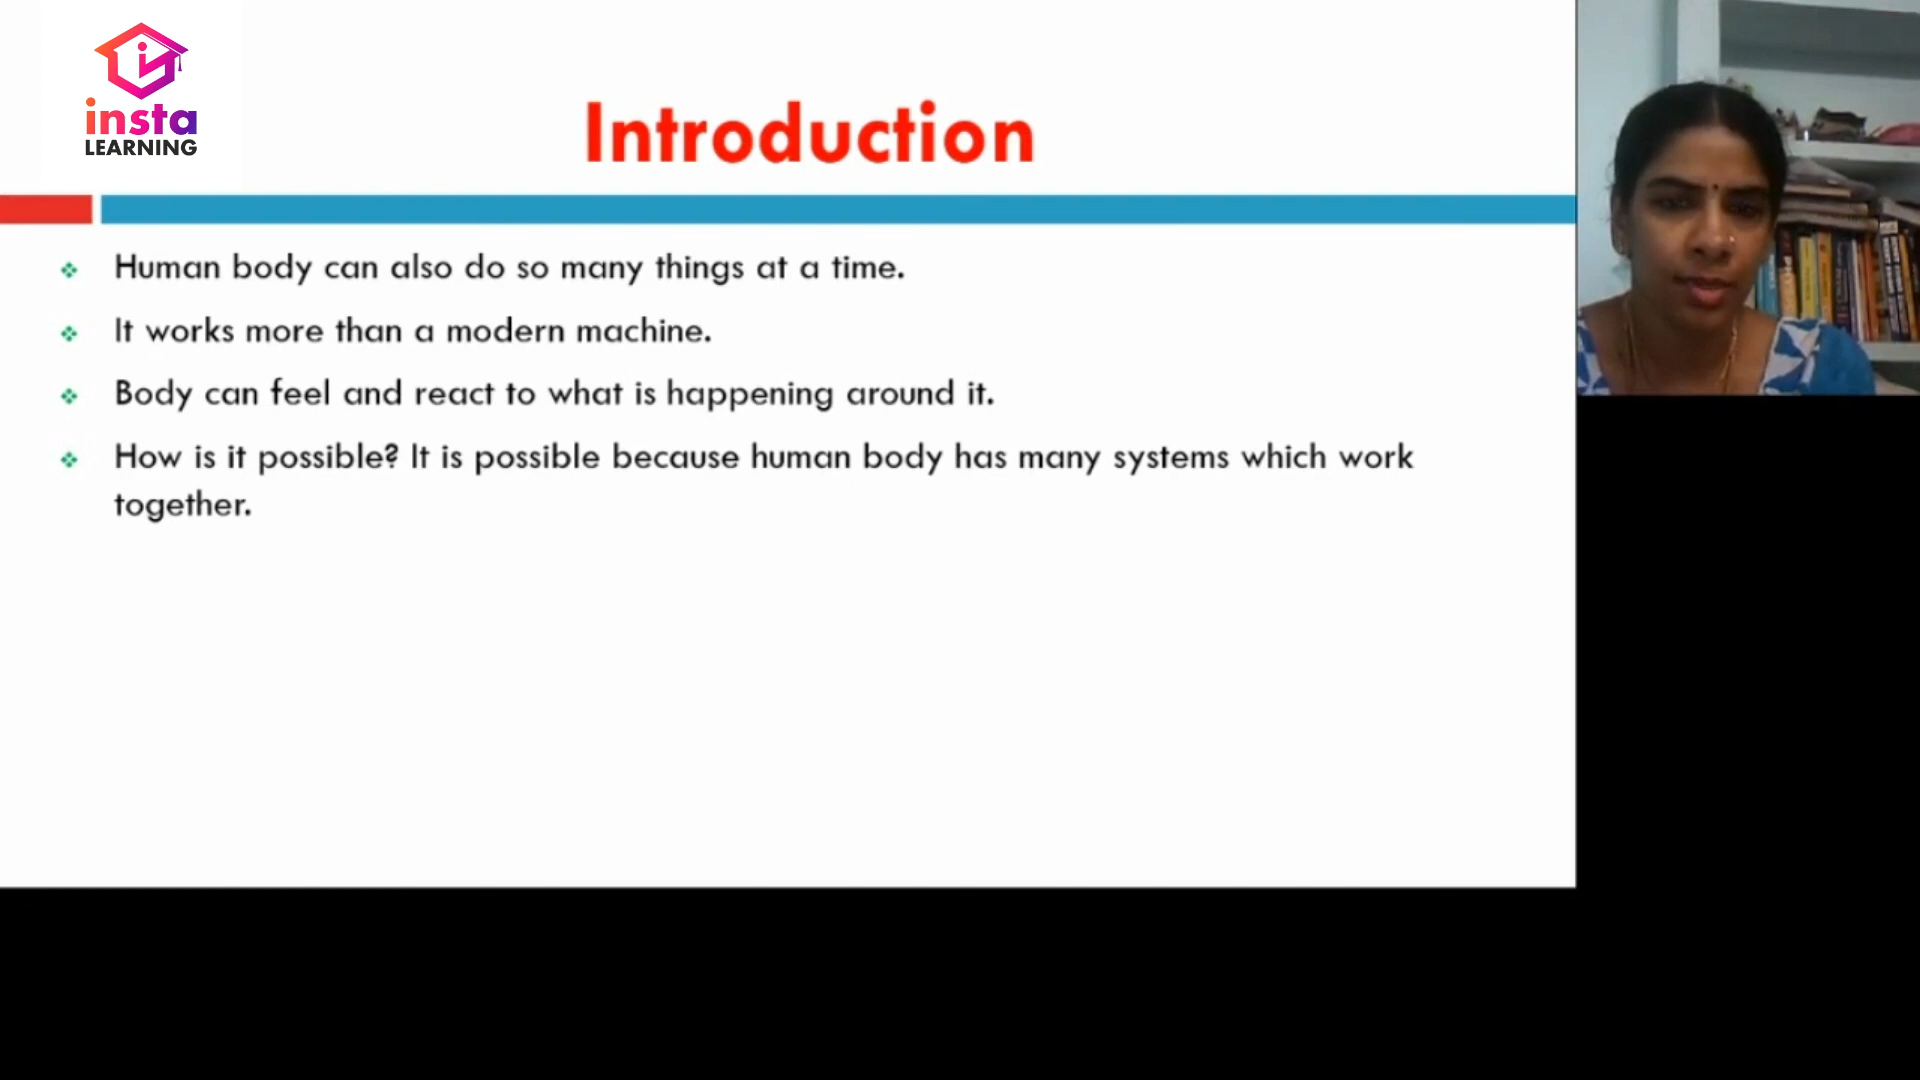 insta
LEARNING
Introduction
Human body can also do so many things at a time.
It works more than a modern machine.
Body can feel and react to what is happening around it.
How is it possible? It is possible because human body has many systems which work
together.